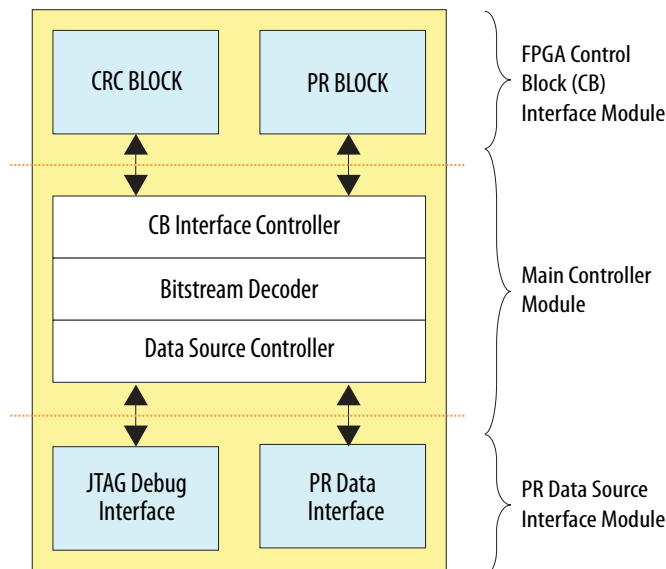 CRC BLOCK
PR BLOCK
FPGA Control
Block (CB)
Interface Module
CB Interface Controller
Bitstream Decoder
Data Source Controller
Main Controller
Module
JTAG Debug
Interface
PR Data
Interface
PR Data Source
Interface Module